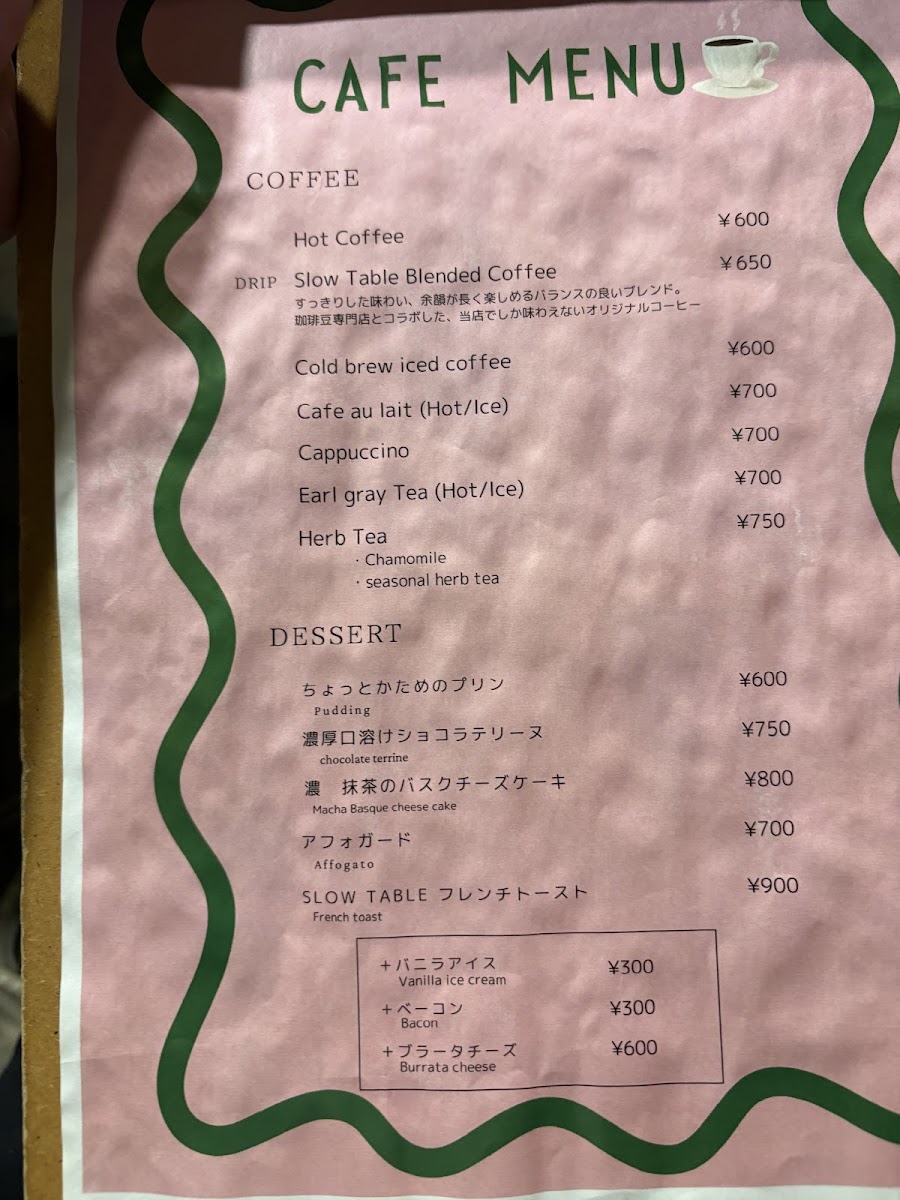 CAFE MENU
COFFEE
Hot Coffee ¥600
DRIP Slow Table Blended Coffee ¥650
すっきりした味わい、余韻が長く楽しめるバランスの良いブレンド。
珈琲豆専門店とコラボした、当店でしか味わえないオリジナルコーヒー
Cold brew iced coffee ¥600
Cafe au lait (Hot/Ice) ¥700
Cappuccino ¥700
Earl gray Tea (Hot/Ice) ¥700
Herb Tea ¥750
・Chamomile
・seasonal herb tea
DESSERT
ちょっとかためのプリン ¥600
Pudding
濃厚口溶けショコラテリーヌ ¥750
chocolate terrine
濃　抹茶のバスクチーズケーキ ¥800
Macha Basque cheese cake
アフォガード ¥700
Affogato
SLOW TABLE フレンチトースト ¥900
French toast
＋バニラアイス ¥300
Vanilla ice cream
＋ベーコン ¥300
Bacon
＋ブラータチーズ ¥600
Burrata cheese